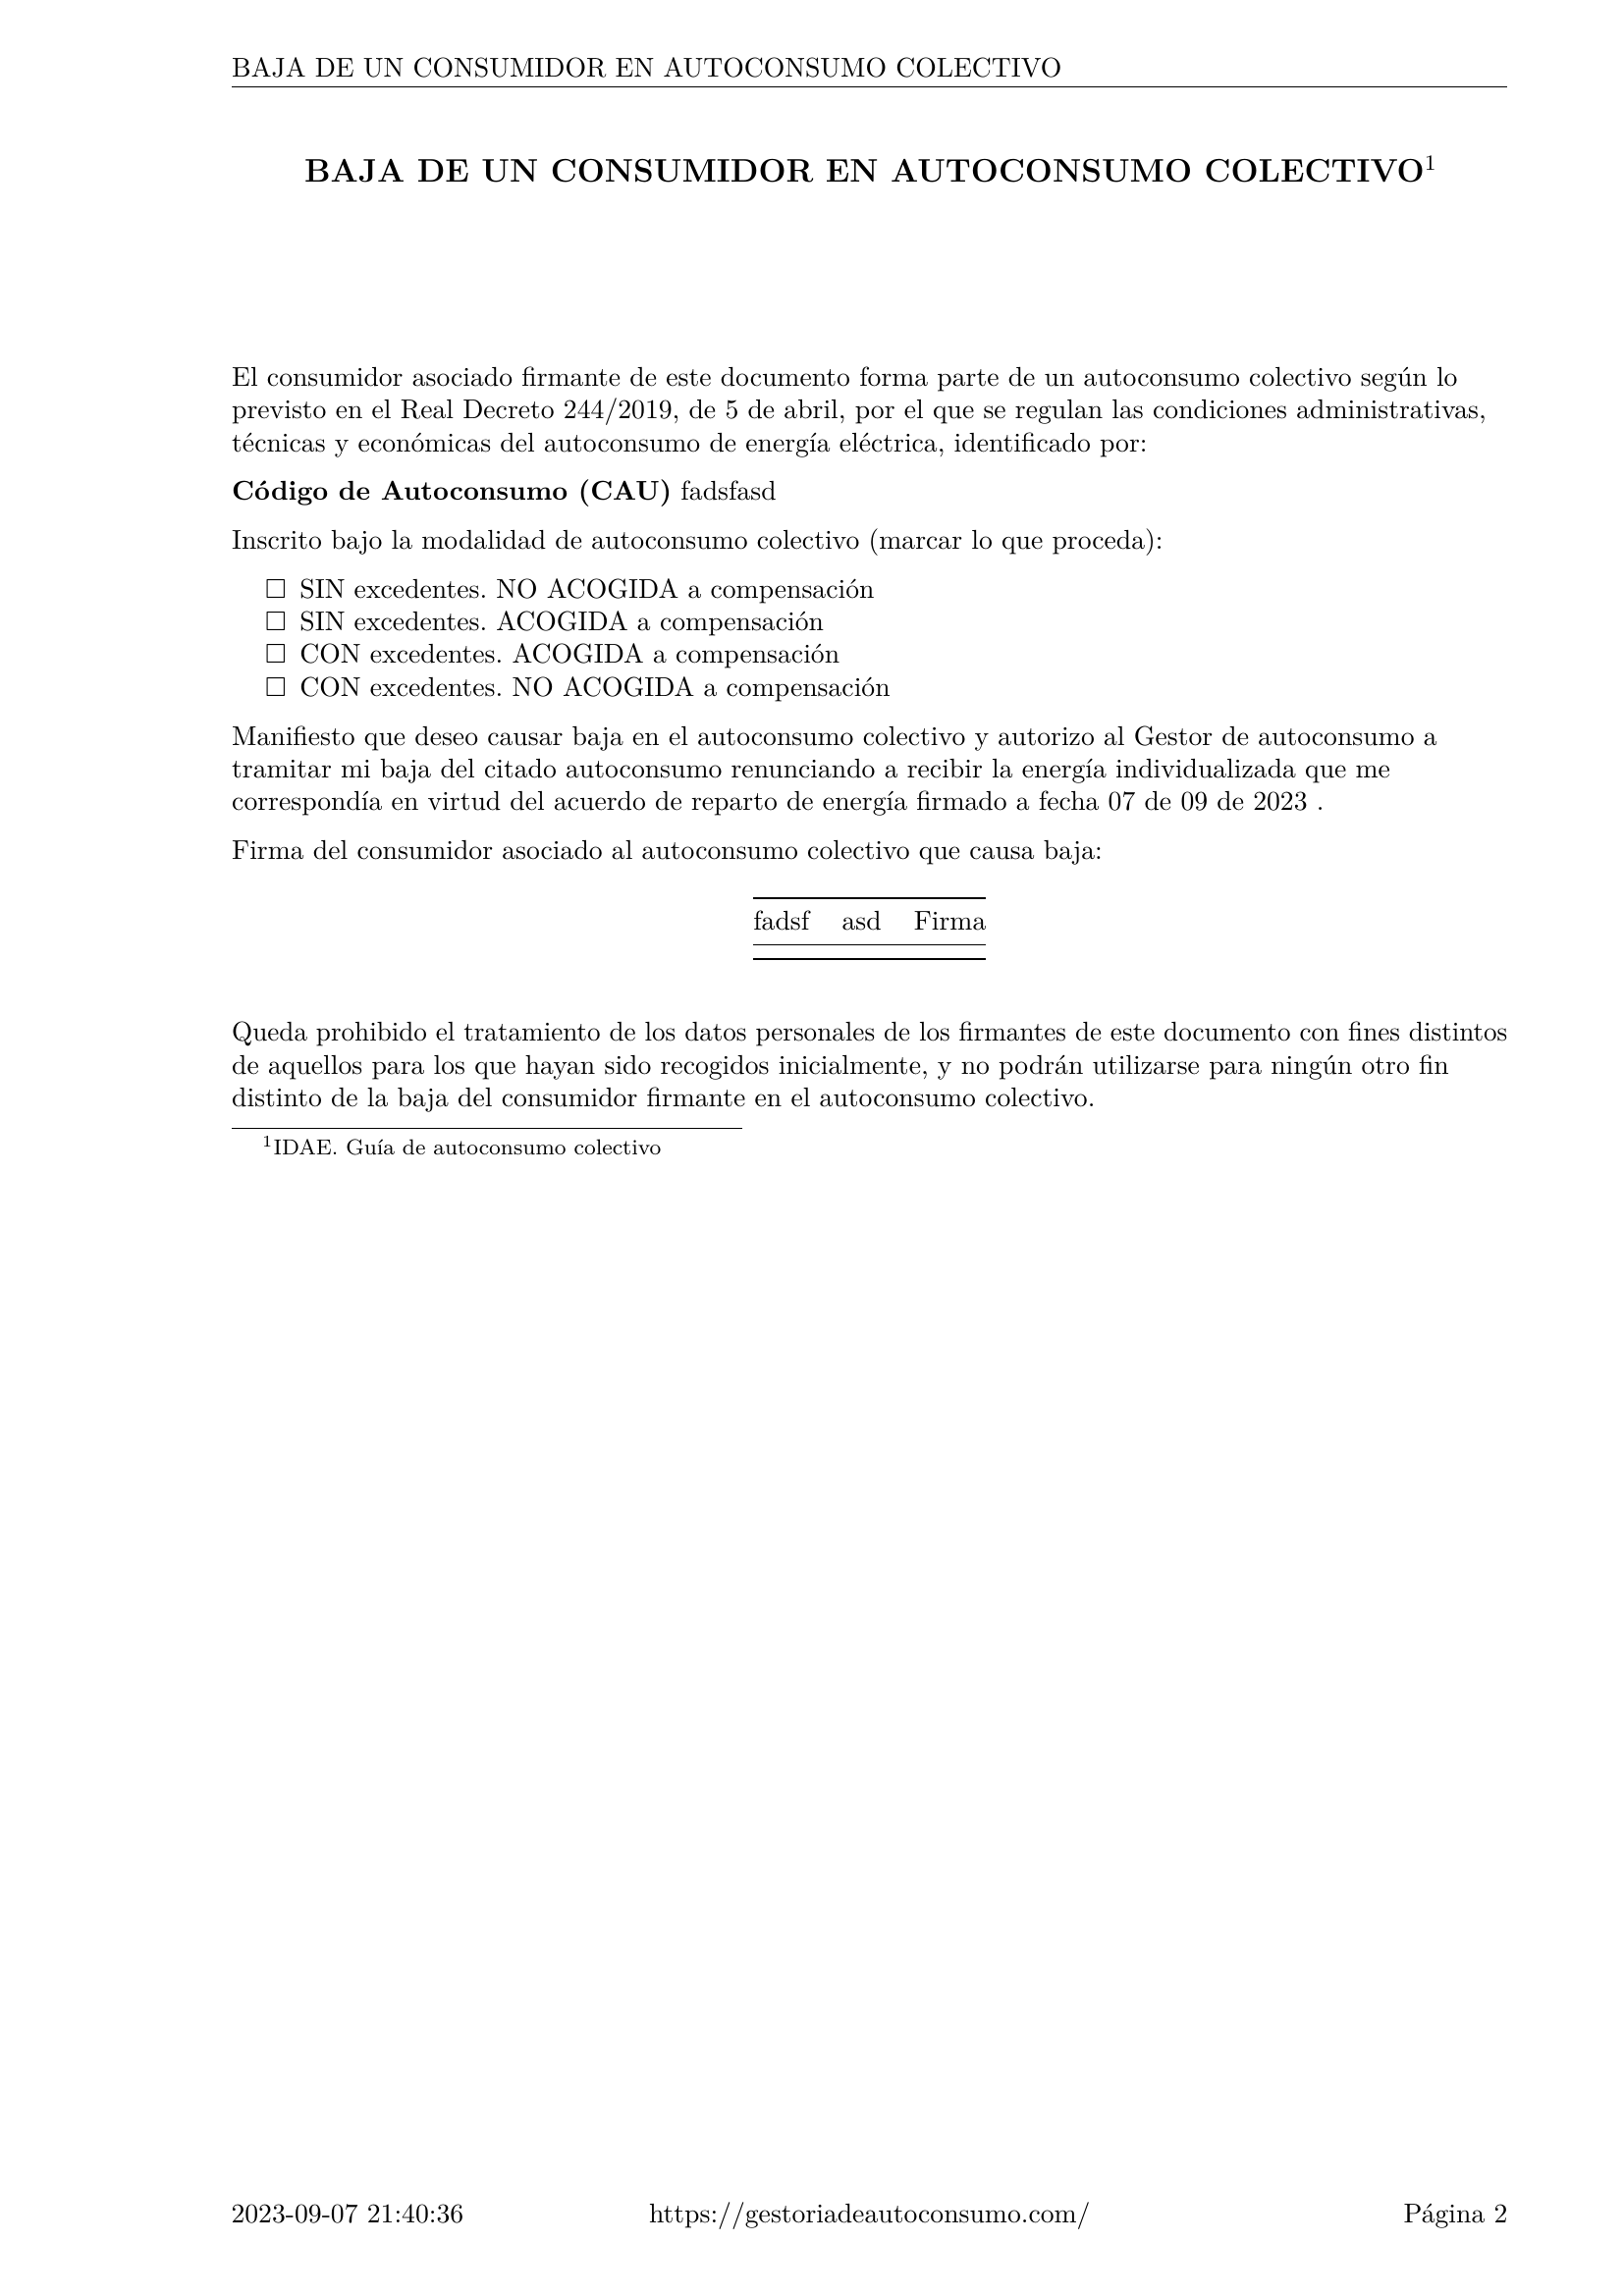 BAJA DE UN CONSUMIDOR EN AUTOCONSUMO COLECTIVO
BAJA DE UN CONSUMIDOR EN AUTOCONSUMO COLECTIVO¹
El consumidor asociado firmante de este documento forma parte de un autoconsumo colectivo según lo
previsto en el Real Decreto 244/2019, de 5 de abril, por el que se regulan las condiciones administrativas,
técnicas y económicas del autoconsumo de energía eléctrica, identificado por:
Código de Autoconsumo (CAU) fadsfasd
Inscrito bajo la modalidad de autoconsumo colectivo (marcar lo que proceda):
☐ SIN excedentes. NO ACOGIDA a compensación
☐ SIN excedentes. ACOGIDA a compensación
☐ CON excedentes. ACOGIDA a compensación
☐ CON excedentes. NO ACOGIDA a compensación
Manifiesto que deseo causar baja en el autoconsumo colectivo y autorizo al Gestor de autoconsumo a
tramitar mi baja del citado autoconsumo renunciando a recibir la energía individualizada que me
correspondía en virtud del acuerdo de reparto de energía firmado a fecha 07 de 09 de 2023 .
Firma del consumidor asociado al autoconsumo colectivo que causa baja:
fadsf asd Firma
Queda prohibido el tratamiento de los datos personales de los firmantes de este documento con fines distintos
de aquellos para los que hayan sido recogidos inicialmente, y no podrán utilizarse para ningún otro fin
distinto de la baja del consumidor firmante en el autoconsumo colectivo.
¹IDAE. Guía de autoconsumo colectivo
2023-09-07 21:40:36 https://gestoriadeautoconsumo.com/ Página 2